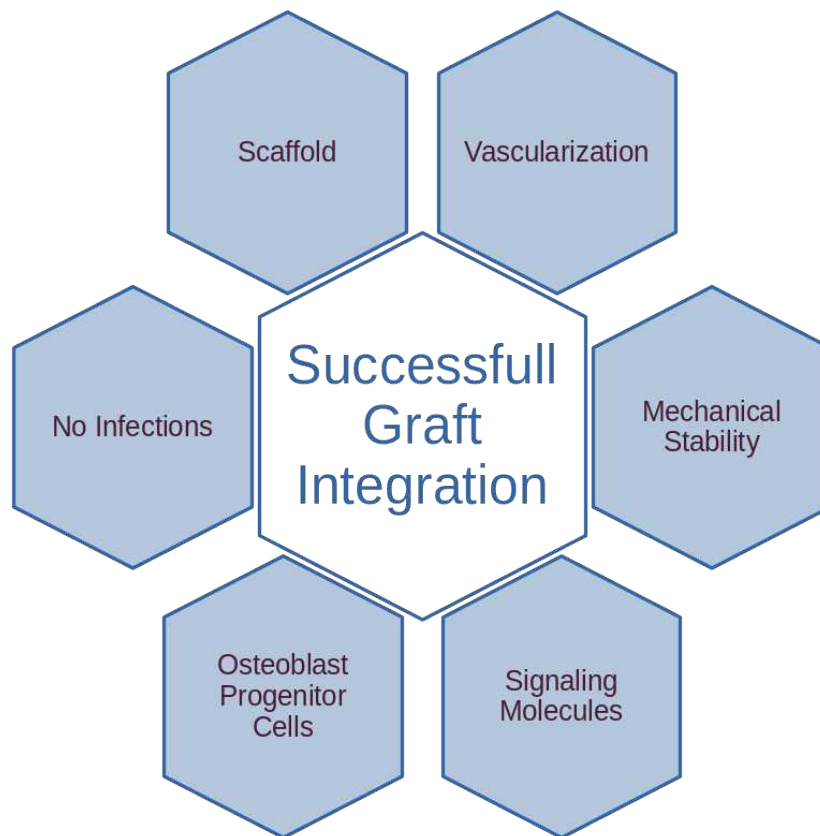 Scaffold
Vascularization
No Infections
Successfull
Graft
Integration
Mechanical
Stability
Osteoblast
Progenitor
Cells
Signaling
Molecules